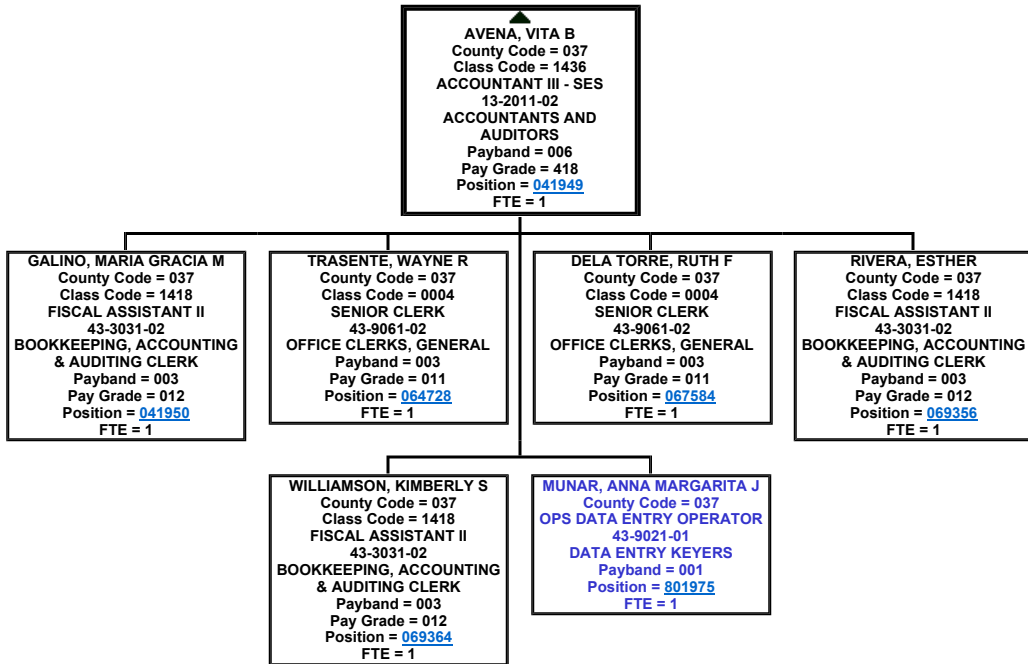 AVENA, VITA B
County Code = 037
Class Code = 1436
ACCOUNTANT III - SES
13-2011-02
ACCOUNTANTS AND
AUDITORS
Payband = 006
Pay Grade = 418
Position = 041949
FTE = 1
GALINO, MARIA GRACIA M
County Code = 037
Class Code = 1418
FISCAL ASSISTANT II
43-3031-02
BOOKKEEPING, ACCOUNTING
& AUDITING CLERK
Payband = 003
Pay Grade = 012
Position = 041950
FTE = 1
TRASENTE, WAYNE R
County Code = 037
Class Code = 0004
SENIOR CLERK
43-9061-02
OFFICE CLERKS, GENERAL
Payband = 003
Pay Grade = 011
Position = 064728
FTE = 1
DELA TORRE, RUTH F
County Code = 037
Class Code = 0004
SENIOR CLERK
43-9061-02
OFFICE CLERKS, GENERAL
Payband = 003
Pay Grade = 011
Position = 067584
FTE = 1
RIVERA, ESTHER
County Code = 037
Class Code = 1418
FISCAL ASSISTANT II
43-3031-02
BOOKKEEPING, ACCOUNTING
& AUDITING CLERK
Payband = 003
Pay Grade = 012
Position = 069356
FTE = 1
WILLIAMSON, KIMBERLY S
County Code = 037
Class Code = 1418
FISCAL ASSISTANT II
43-3031-02
BOOKKEEPING, ACCOUNTING
& AUDITING CLERK
Payband = 003
Pay Grade = 012
Position = 069364
FTE = 1
MUNAR, ANNA MARGARITA J
County Code = 037
OPS DATA ENTRY OPERATOR
43-9021-01
DATA ENTRY KEYERS
Payband = 001
Position = 801975
FTE = 1